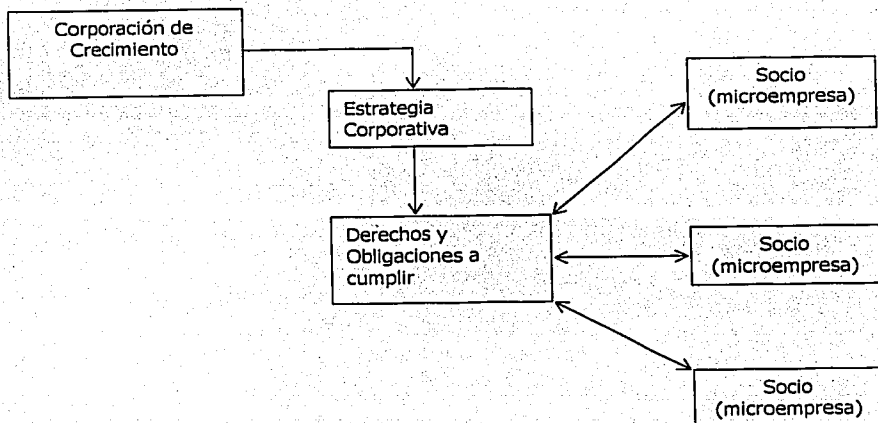 Corporación de
Crecimiento
Estrategia
Corporativa
Derechos y
Obligaciones a
cumplir
Socio
(microempresa)
Socio
(microempresa)
Socio
(microempresa)